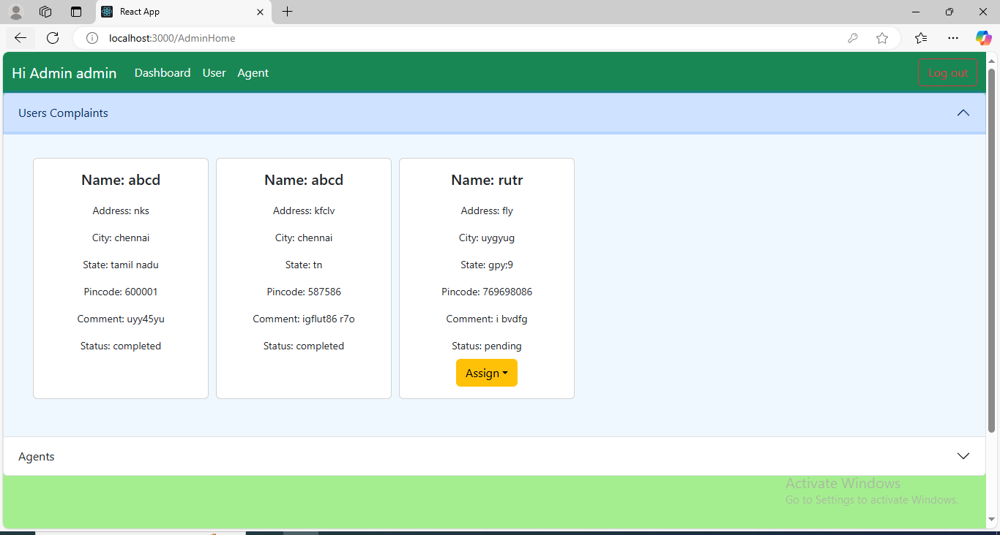 React App
localhost:3000/AdminHome
Hi Admin admin Dashboard User Agent Log out
Users Complaints
Name: abcd
Address: nks
City: chennai
State: tamil nadu
Pincode: 600001
Comment: uyy45yu
Status: completed
Name: abcd
Address: kfclv
City: chennai
State: tn
Pincode: 587586
Comment: igflut86 r7o
Status: completed
Name: rutr
Address: fly
City: uygyug
State: gpy;9
Pincode: 769698086
Comment: i bvdfg
Status: pending
Assign
Agents
Activate Windows
Go to Settings to activate Windows.